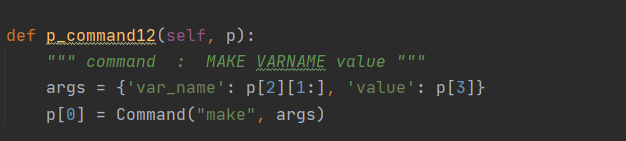 def p_command12(self, p):
    """ command  :  MAKE VARNAME value """
    args = {'var_name': p[2][1:], 'value': p[3]}
    p[0] = Command("make", args)